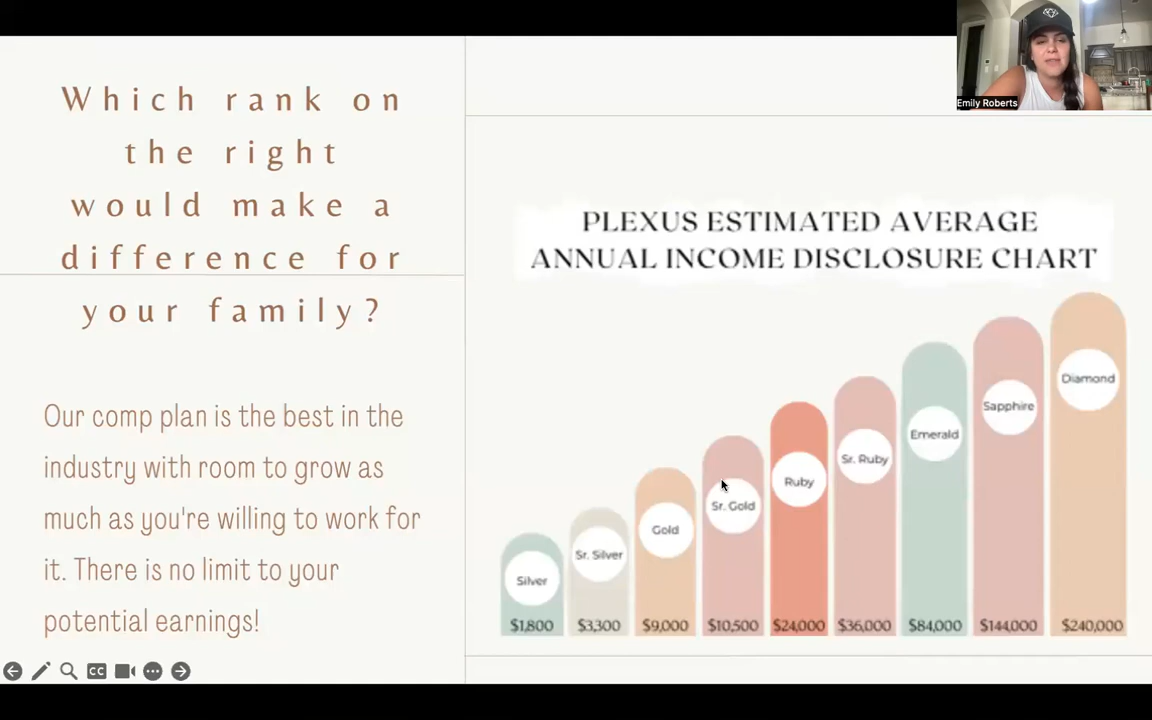 Which rank on
the right
would make a
difference for
your family?
Our comp plan is the best in the
industry with room to grow as
much as you're willing to work for
it. There is no limit to your
potential earnings!
Emily Roberts
PLEXUS ESTIMATED AVERAGE
ANNUAL INCOME DISCLOSURE CHART
Silver
Sr. Silver
Gold
Sr. Gold
Ruby
Sr. Ruby
Emerald
Sapphire
Diamond
$1,800
$3,300
$9,000
$10,500
$24,000
$36,000
$84,000
$144,000
$240,000
CC